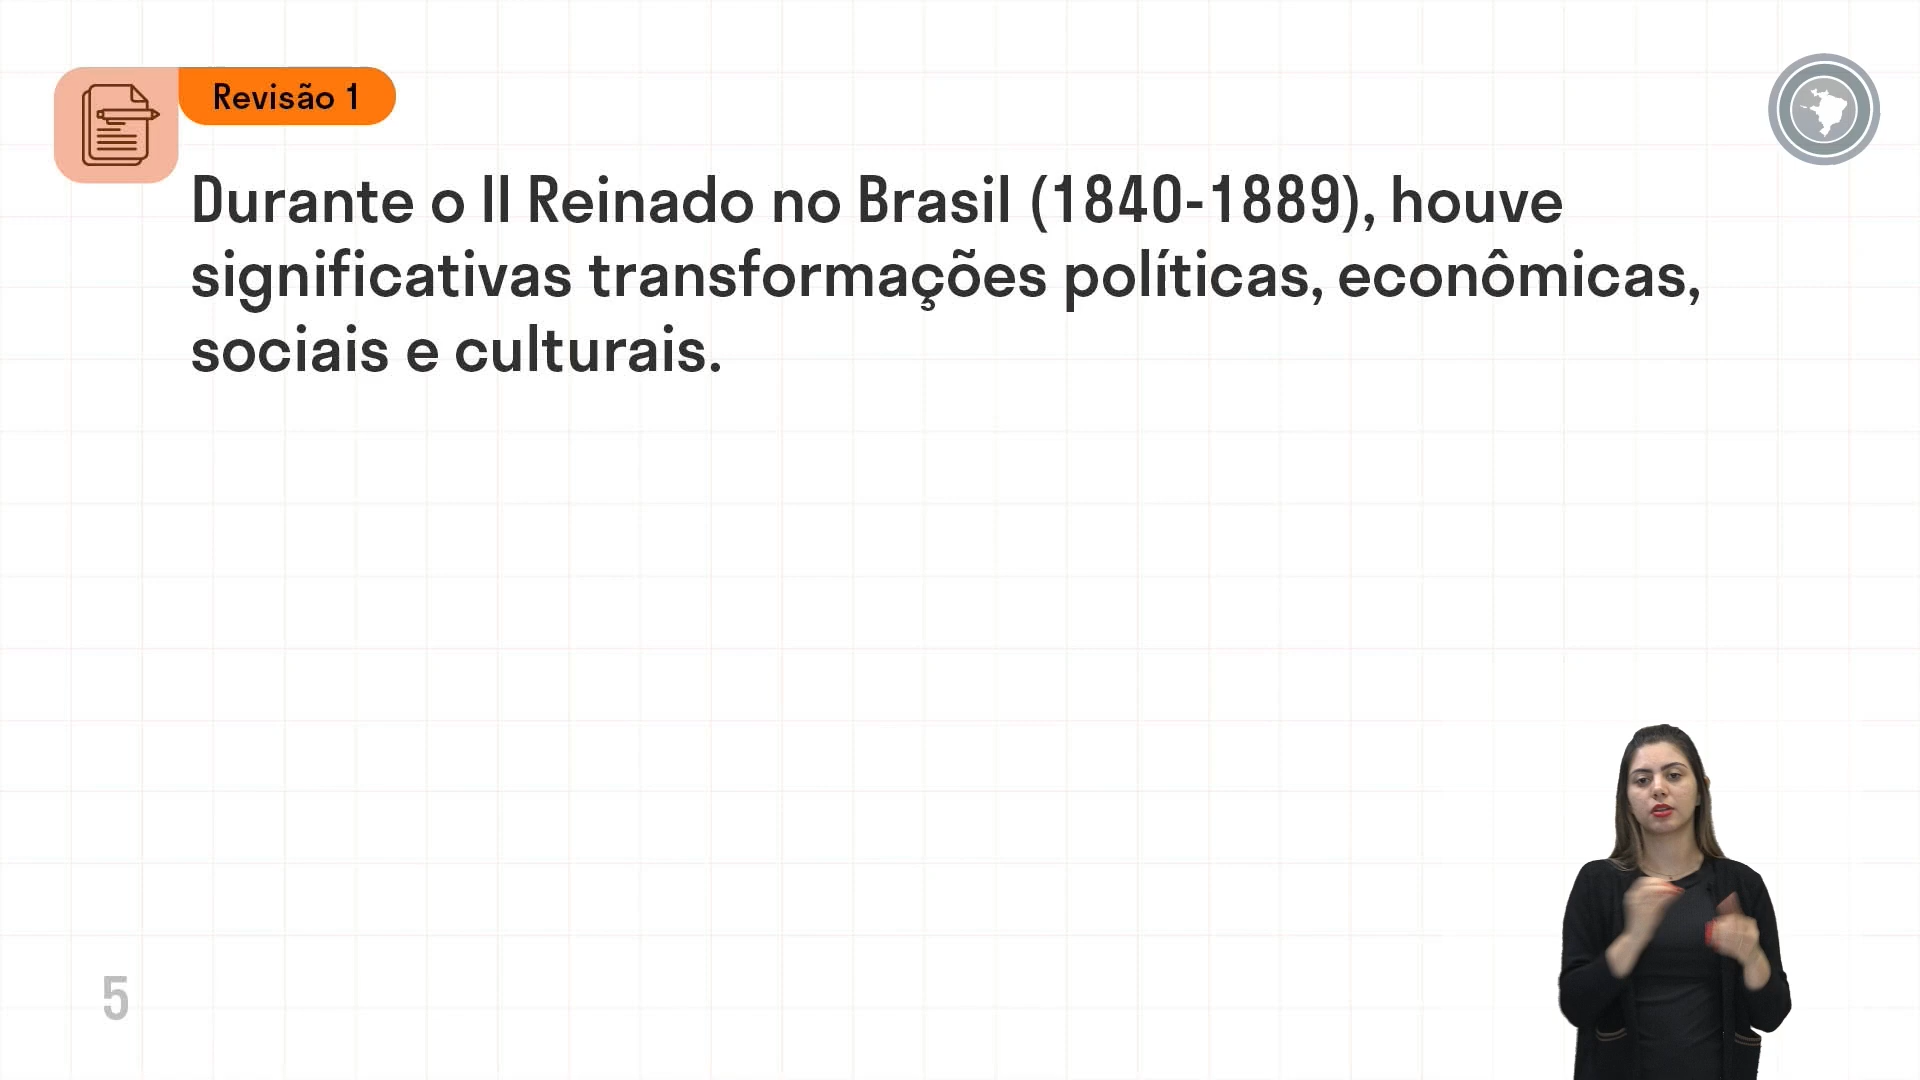 Revisão 1
Durante o II Reinado no Brasil (1840-1889), houve
significativas transformações políticas, econômicas,
sociais e culturais.
5